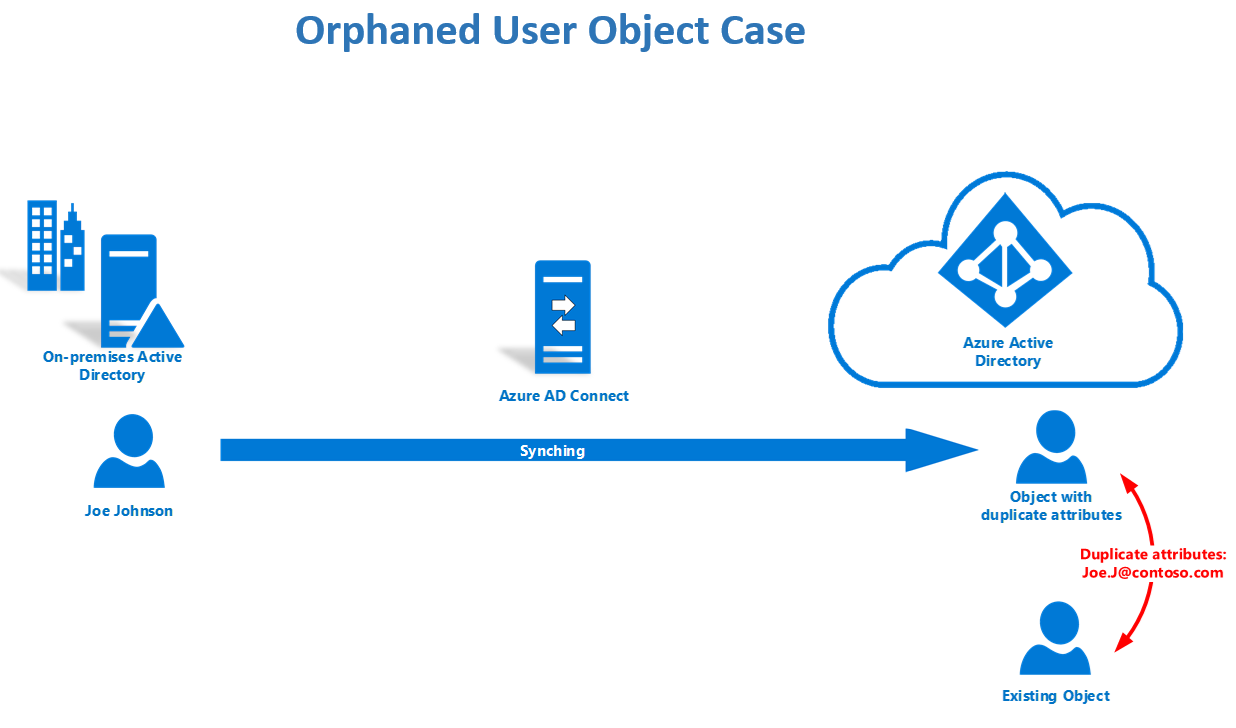 Orphaned User Object Case
On-premises Active
Directory
Azure AD Connect
Azure Active
Directory
Synching
Joe Johnson
Object with
duplicate attributes
Duplicate attributes:
Joe.J@contoso.com
Existing Object